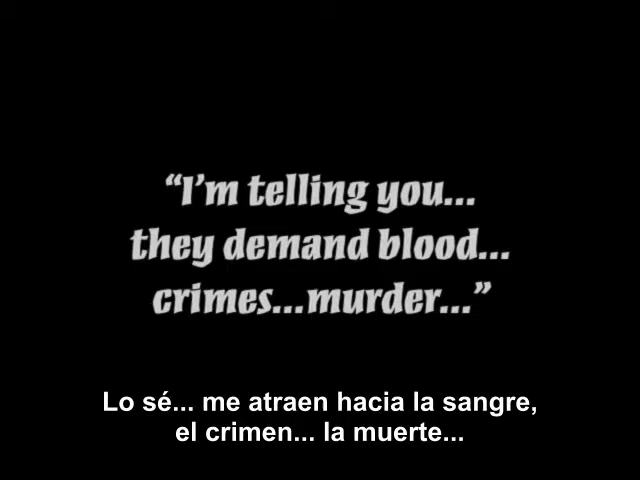 “I’m telling you...
they demand blood...
crimes...murder...”
Lo sé... me atraen hacia la sangre,
el crimen... la muerte...